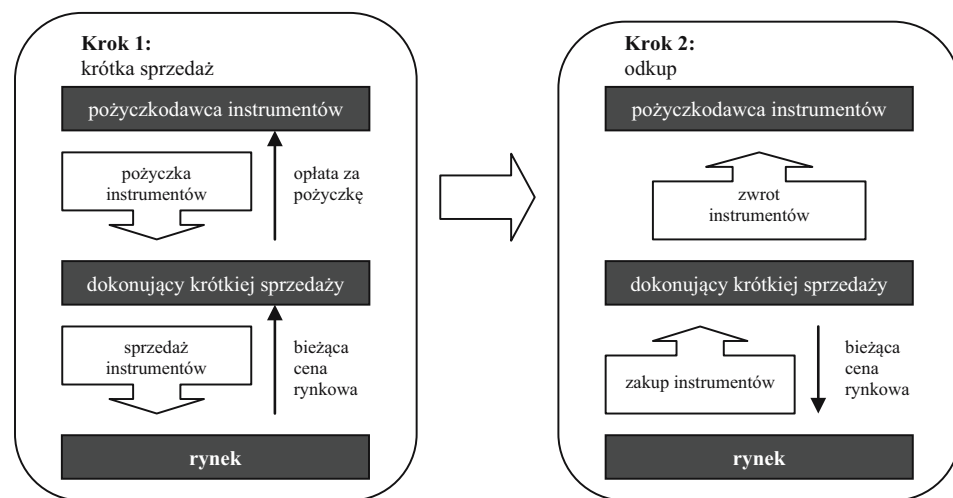 Krok 1:
krótka sprzedaż
pożyczkodawca instrumentów
pożyczka
instrumentów
opłata za
pożyczkę
dokonujący krótkiej sprzedaży
sprzedaż
instrumentów
bieżąca
cena
rynkowa
rynek
Krok 2:
odkup
pożyczkodawca instrumentów
zwrot
instrumentów
dokonujący krótkiej sprzedaży
zakup instrumentów
bieżąca
cena
rynkowa
rynek